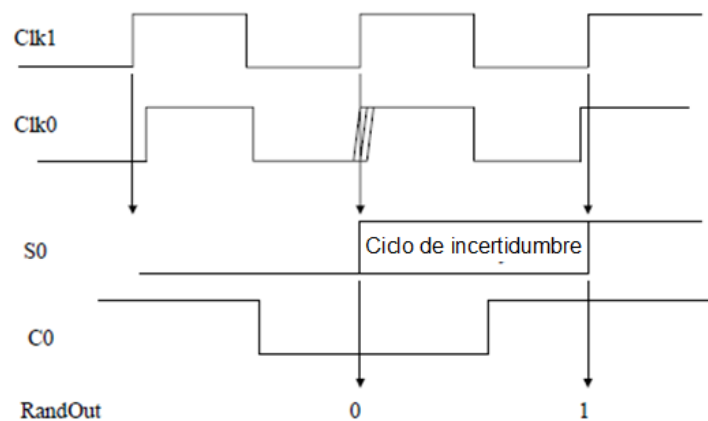 Clk1
Clk0
S0
Ciclo de incertidumbre
C0
RandOut 0 1